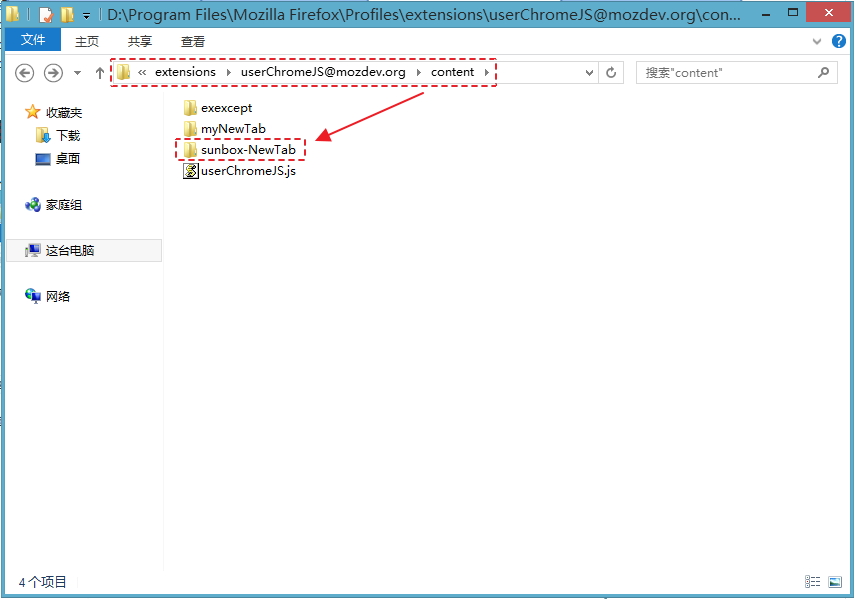 D:\Program Files\Mozilla Firefox\Profiles\extensions\userChromeJS@mozdev.org\con...
文件 主页 共享 查看
« extensions userChromeJS@mozdev.org content 搜索"content"
收藏夹
下载
桌面
家庭组
这台电脑
网络
exexcept
myNewTab
sunbox-NewTab
userChromeJS.js
4 个项目